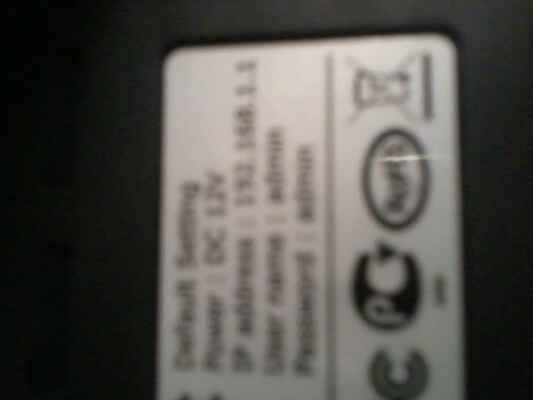 Default Setting
Power : DC 12V
IP address : 192.168.1.1
User name : admin
Password : admin
RoHS